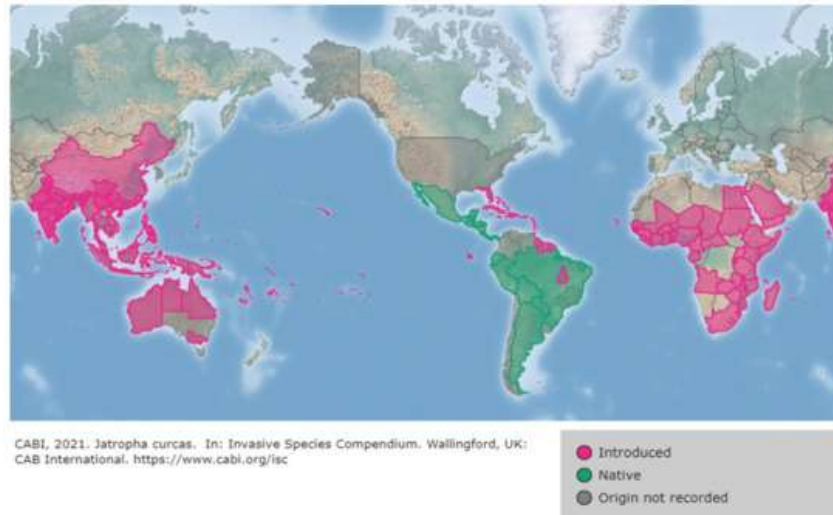 CABI, 2021. Jatropha curcas. In: Invasive Species Compendium. Wallingford, UK:
CAB International. https://www.cabi.org/isc
Introduced
Native
Origin not recorded